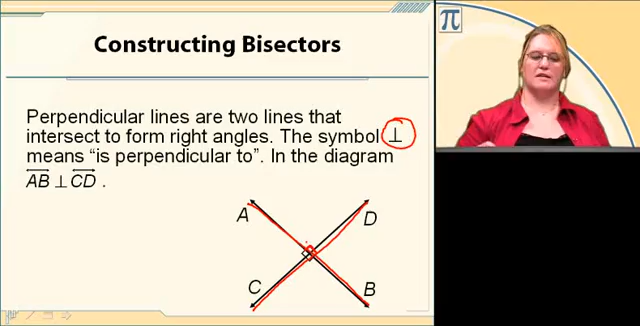 Constructing Bisectors
π
Perpendicular lines are two lines that
intersect to form right angles. The symbol ⊥
means “is perpendicular to”. In the diagram
AB ⊥ CD .
A
D
C
B